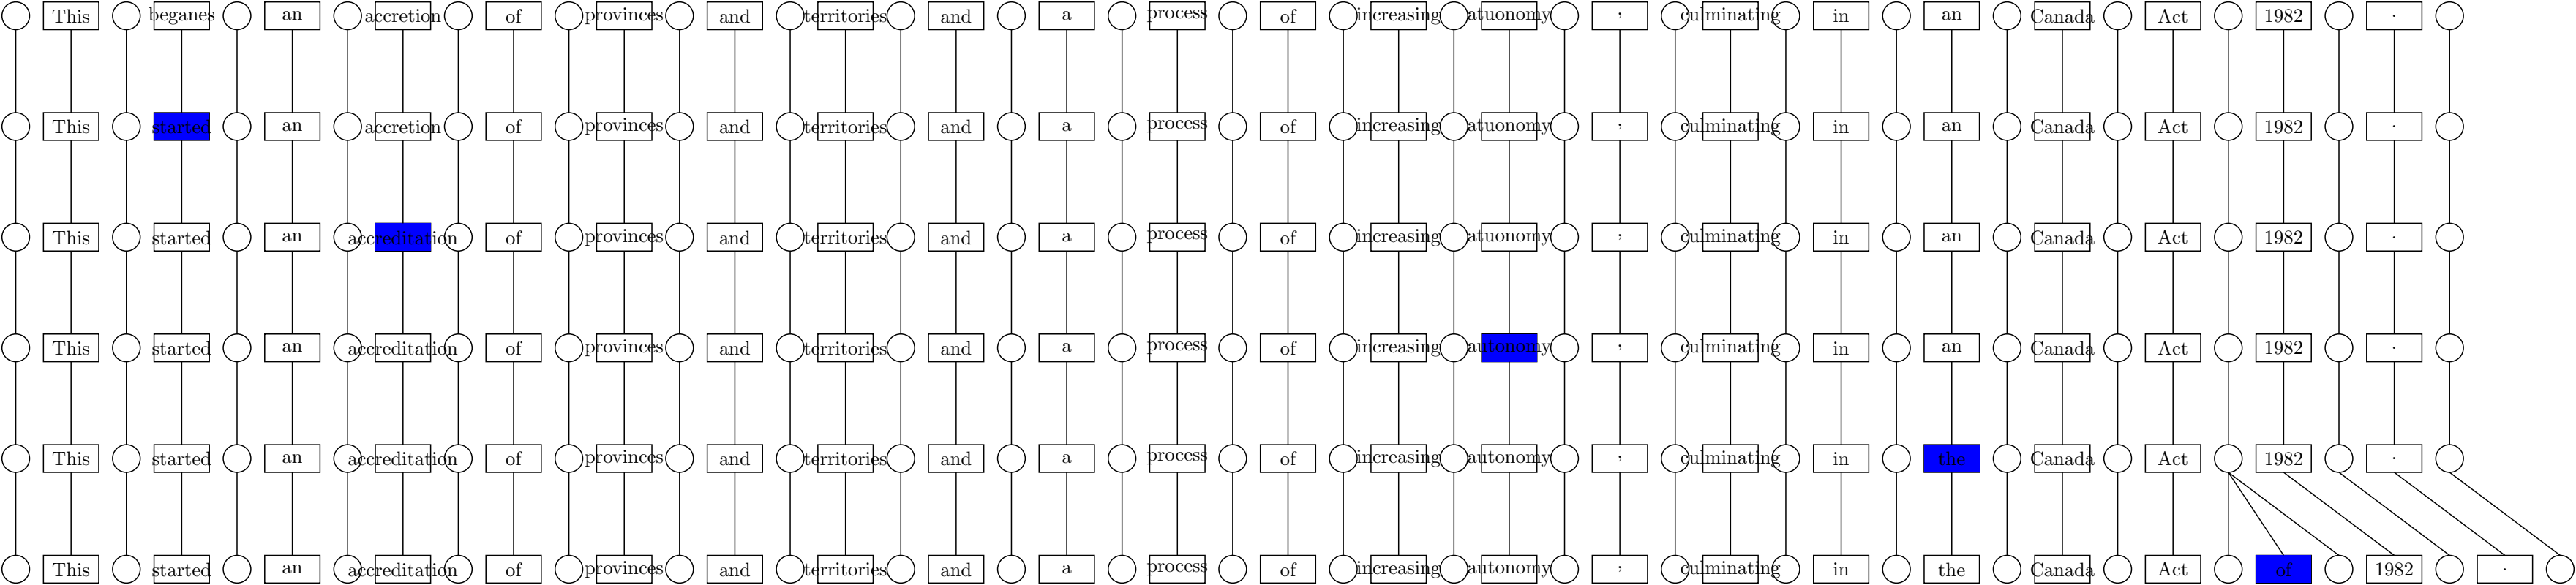 This beganes an accretion of provinces and territories and a process of increasing atuonomy , culminating in an Canada Act 1982 .
This started an accretion of provinces and territories and a process of increasing atuonomy , culminating in an Canada Act 1982 .
This started an accreditation of provinces and territories and a process of increasing atuonomy , culminating in an Canada Act 1982 .
This started an accreditation of provinces and territories and a process of increasing autonomy , culminating in an Canada Act 1982 .
This started an accreditation of provinces and territories and a process of increasing autonomy , culminating in the Canada Act 1982 .
This started an accreditation of provinces and territories and a process of increasing autonomy , culminating in the Canada Act of 1982 .